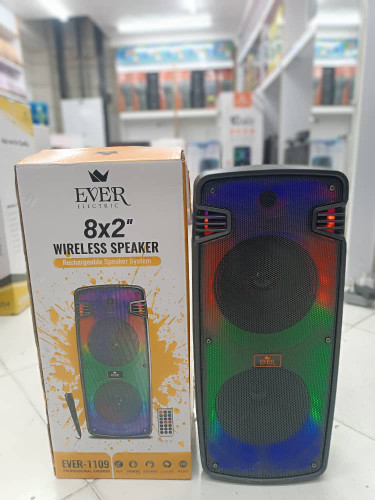 EVER
ELECTRIC
8x2"
WIRELESS SPEAKER
Rechargeable Speaker System
EVER-1109
EVER